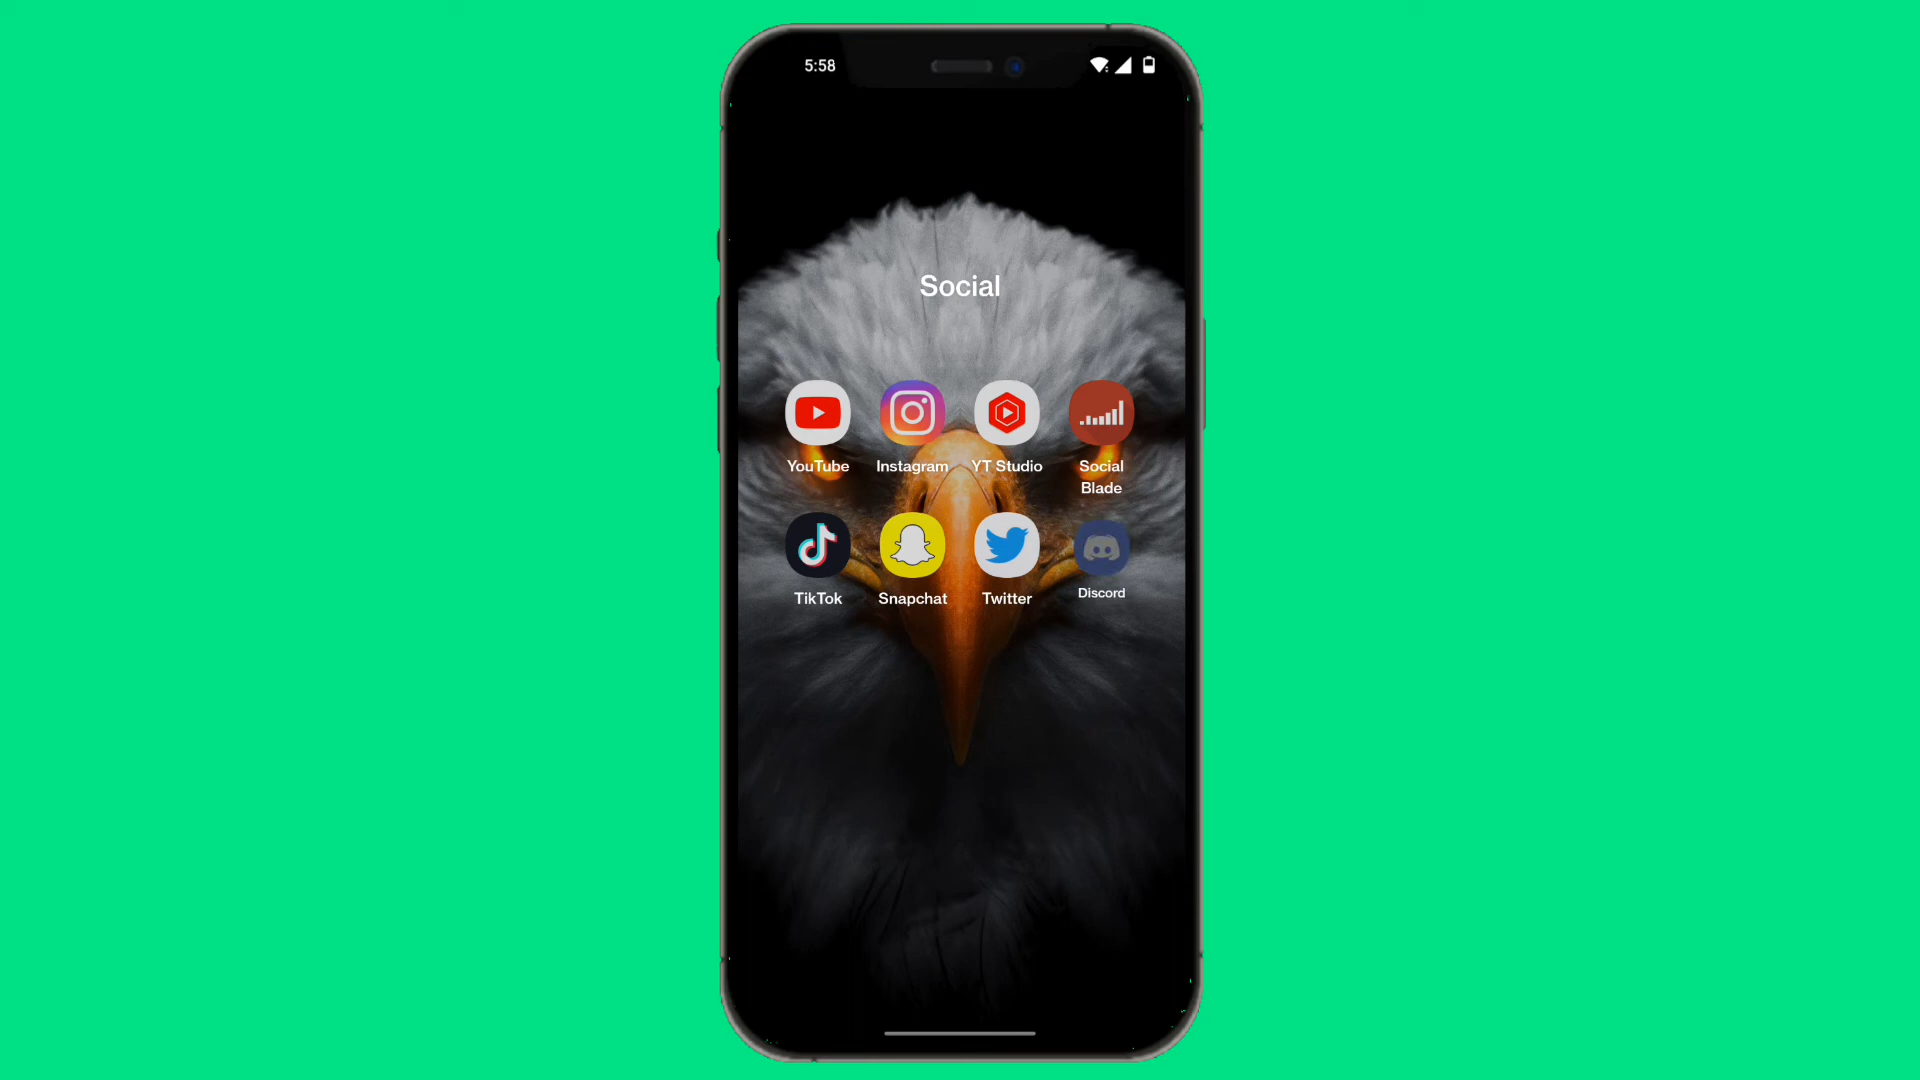 5:58
Social
YouTube
Instagram
YT Studio
Social
Blade
TikTok
Snapchat
Twitter
Discord